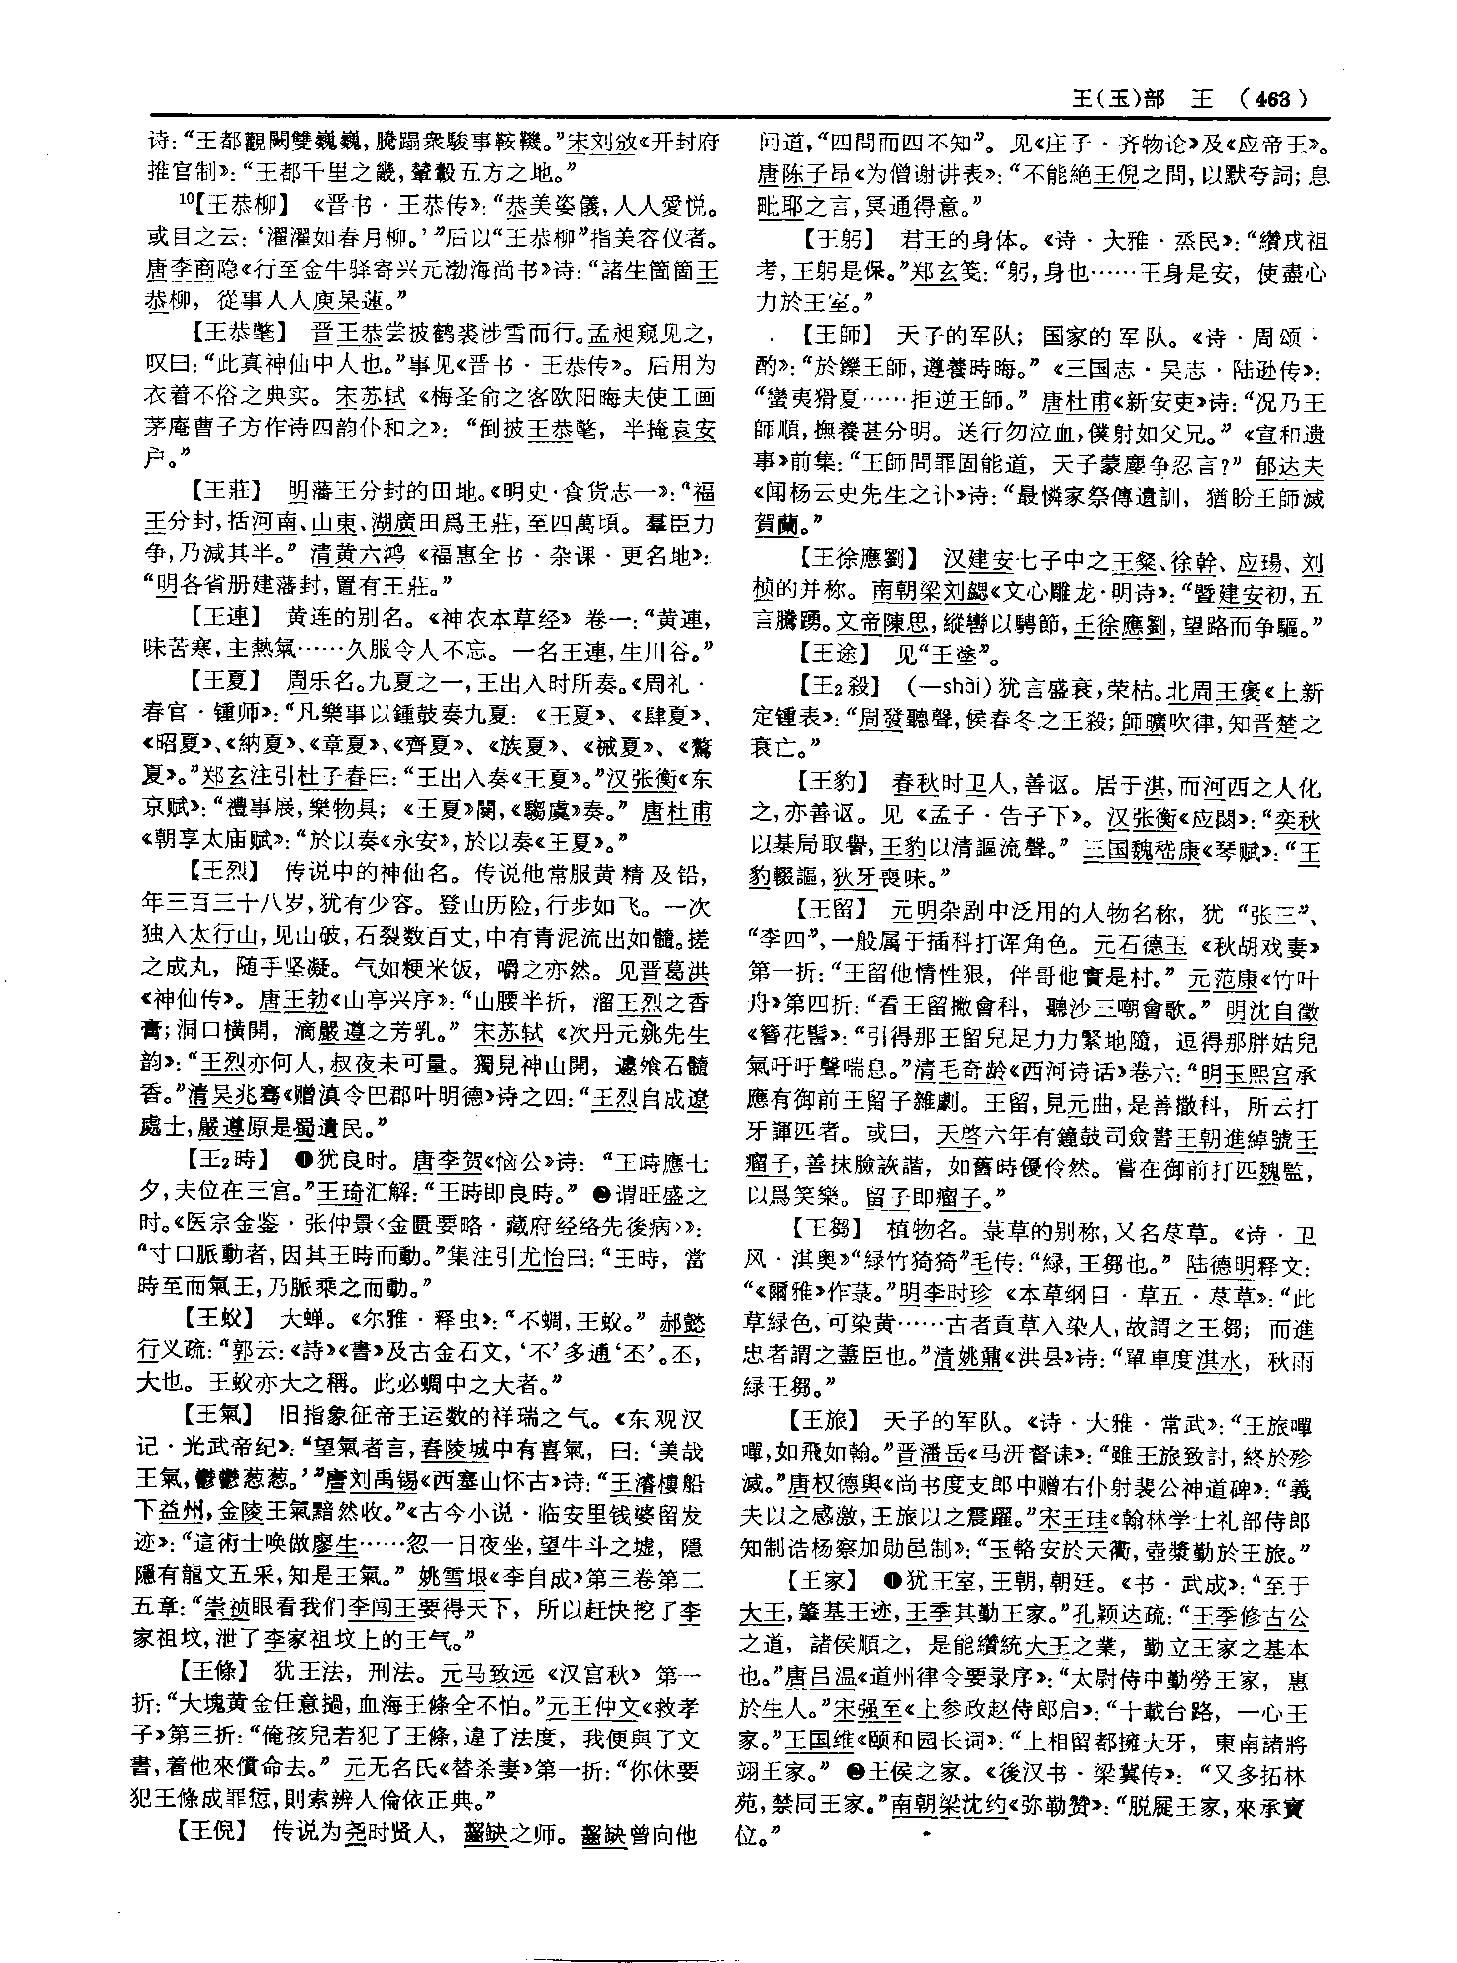 王(玉)部 王 (463)
诗:“王都觀闕雙巍巍,騰蹋衆駿事鞍鞿。”宋刘敛《开封府
推官制》:“王都千里之畿,輦轂五方之地。”
¹⁰【王恭柳】 《晋书·王恭传》:“恭美姿儀,人人愛悦。
或目之云:‘濯濯如春月柳。’”后以“王恭柳”指美容仪者。
唐李商隐《行至金牛驿寄兴元渤海尚书》诗:“諸生箇箇王
恭柳, 從事人人庾杲蓮。”
【王恭氅】 晋王恭尝披鹤裘涉雪而行。孟昶窥见之,
叹曰:“此真神仙中人也。”事见《晋书·王恭传》。后用为
衣着不俗之典实。宋苏轼《梅圣俞之客欧阳晦夫使工画
茅庵曹子方作诗四韵仆和之》:“倒披王恭氅, 半掩袁安
户。”
【王莊】 明藩王分封的田地。《明史·食货志一》:“福
王分封,括河南、山東、湖廣田爲王莊,至四萬頃。羣臣力
争,乃減其半。” 清黄六鸿《福惠全书·杂课·更名地》:
“明各省册建藩封,置有王莊。”
【王連】 黄连的别名。《神农本草经》卷一:“黄連,
味苦寒,主熱氣……久服令人不忘。一名王連,生川谷。”
【王夏】 周乐名。九夏之一,王出入时所奏。《周礼·
春官·锺师》:“凡樂事以鍾鼓奏九夏: 《王夏》、《肆夏》、
《昭夏》、《納夏》、《章夏》、《齊夏》、《族夏》、《祴夏》、《驁
夏》。”郑玄注引杜子春曰:“王出入奏《王夏》。”汉张衡《东
京赋》:“禮事展,樂物具; 《王夏》闋,《騶虞》奏。” 唐杜甫
《朝享太庙赋》:“於以奏《永安》,於以奏《王夏》。”
【王烈】 传说中的神仙名。传说他常服黄精及铅,
年三百三十八岁,犹有少容。登山历险,行步如飞。一次
独入太行山,见山破,石裂数百丈,中有青泥流出如髓。搓
之成丸, 随手坚凝。气如粳米饭, 嚼之亦然。见晋葛洪
《神仙传》。唐王勃《山亭兴序》:“山腰半折, 溜王烈之香
膏;洞口横開, 滴嚴遵之芳乳。” 宋苏轼《次丹元姚先生
韵》:“王烈亦何人,叔夜未可量。獨見神山開, 遽飧石髓
香。”清吴兆骞《赠滇令巴郡叶明德》诗之四:“王烈自成遼
處士,嚴遵原是蜀遺民。”
【王₂時】 ❶犹良时。唐李贺《恼公》诗: “王時應七
夕,夫位在三宫。”王琦汇解:“王時即良時。” ❷谓旺盛之
时。《医宗金鉴·张仲景〈金匮要略·藏府经络先後病〉》:
“寸口脈動者,因其王時而動。”集注引尤怡曰:“王時, 當
時至而氣王,乃脈乘之而動。”
【王蚥】 大蝉。《尔雅·释虫》:“不蜩,王蚥。” 郝懿
行义疏:“郭云:《詩》《書》及古金石文,‘不’多通‘丕’。丕,
大也。王蚥亦大之稱。此必蜩中之大者。”
【王氣】 旧指象征帝王运数的祥瑞之气。《东观汉
记·光武帝纪》:“望氣者言,舂陵城中有喜氣, 曰:‘美哉
王氣,鬱鬱葱葱。’”唐刘禹锡《西塞山怀古》诗:“王濬樓船
下益州,金陵王氣黯然收。”《古今小说·临安里钱婆留发
迹》:“這術士唤做廖生……忽一日夜坐,望牛斗之墟, 隱
隱有龍文五采,知是王氣。” 姚雪垠《李自成》第三卷第二
五章:“崇祯眼看我们李闯王要得天下, 所以赶快挖了李
家祖坟,泄了李家祖坟上的王气。”
【王條】 犹王法, 刑法。元马致远《汉宫秋》第一
折:“大塊黄金任意撾,血海王條全不怕。”元王仲文《救孝
子》第三折:“俺孩兒若犯了王條,違了法度, 我便與了文
書,着他來償命去。” 元无名氏《替杀妻》第一折:“你休要
犯王條成罪愆,則索辨人倫依正典。”
【王倪】 传说为尧时贤人, 齧缺之师。齧缺曾向他
问道,“四問而四不知”。见《庄子·齐物论》及《应帝王》。
唐陈子昂《为僧谢讲表》:“不能絶王倪之問,以默夸詞;息
毗耶之言,冥通得意。”
【王躬】 君王的身体。《诗·大雅·烝民》:“纘戎祖
考,王躬是保。”郑玄笺:“躬,身也……王身是安, 使盡心
力於王室。”
【王師】 天子的军队; 国家的军队。《诗·周颂·
酌》:“於鑠王師,遵養時晦。” 《三国志·吴志·陆逊传》:
“蠻夷猾夏……拒逆王師。” 唐杜甫《新安吏》诗:“况乃王
師順,撫養甚分明。送行勿泣血,僕射如父兄。” 《宣和遗
事》前集:“王師問罪固能道, 天子蒙塵争忍言?” 郁达夫
《闻杨云史先生之讣》诗:“最憐家祭傳遺訓, 猶盼王師滅
賀蘭。”
【王徐應劉】 汉建安七子中之王粲、徐幹、应瑒、刘
桢的并称。南朝梁刘勰《文心雕龙·明诗》:“暨建安初,五
言騰踴。文帝陳思,縱轡以騁節,王徐應劉,望路而争驅。”
【王途】 见“王塗”。
【王₂殺】 (—shài)犹言盛衰,荣枯。北周王褒《上新
定锺表》:“周發聽聲,候春冬之王殺;師曠吹律,知晋楚之
衰亡。”
【王豹】 春秋时卫人,善讴。居于淇,而河西之人化
之,亦善讴。见《孟子·告子下》。汉张衡《应閒》:“奕秋
以棊局取譽,王豹以清謳流聲。” 三国魏嵇康《琴赋》:“王
豹輟謳,狄牙喪味。”
【王留】 元明杂剧中泛用的人物名称, 犹“张三”、
“李四”,一般属于插科打诨角色。元石德玉《秋胡戏妻》
第一折:“王留他情性狠, 伴哥他實是村。” 元范康《竹叶
舟》第四折:“看王留撇會科, 聽沙三嘲會歌。” 明沈自徵
《簪花髻》:“引得那王留兒足力力緊地隨, 逗得那胖姑兒
氣吁吁聲喘息。”清毛奇龄《西河诗话》卷六:“明玉熙宫承
應有御前王留子雜劇。王留,見元曲,是善撒科, 所云打
牙譂匹者。或曰, 天啓六年有鐘鼓司僉書王朝進綽號王
瘤子,善抹臉詼諧, 如舊時優伶然。嘗在御前打匹魏監,
以爲笑樂。留子即瘤子。”
【王芻】 植物名。菉草的别称,又名荩草。《诗·卫
风·淇奥》“緑竹猗猗”毛传:“緑,王芻也。” 陆德明释文:
“《爾雅》作菉。”明李时珍《本草纲目·草五·荩草》:“此
草緑色,可染黄……古者貢草入染人,故謂之王芻; 而進
忠者謂之藎臣也。”清姚鼐《洪县》诗:“單車度淇水, 秋雨
緑王芻。”
【王旅】 天子的军队。《诗·大雅·常武》:“王旅嘽
嘽,如飛如翰。”晋潘岳《马汧督诔》:“雖王旅致討,終於殄
滅。”唐权德舆《尚书度支郎中赠右仆射裴公神道碑》:“義
夫以之感激,王旅以之震躍。”宋王珪《翰林学士礼部侍郎
知制诰杨察加勋邑制》:“玉輅安於天衢,壺漿勤於王旅。”
【王家】 ❶犹王室,王朝,朝廷。《书·武成》:“至于
大王,肇基王迹,王季其勤王家。”孔颖达疏:“王季修古公
之道, 諸侯順之, 是能纘統大王之業, 勤立王家之基本
也。”唐吕温《道州律令要录序》:“太尉侍中勤勞王家, 惠
於生人。”宋强至《上参政赵侍郎启》:“十載台路, 一心王
家。”王国维《颐和园长词》:“上相留都擁大牙, 東南諸將
翊王家。” ❷王侯之家。《後汉书·梁冀传》: “又多拓林
苑,禁同王家。”南朝梁沈约《弥勒赞》:“脱屣王家,來承寶
位。”